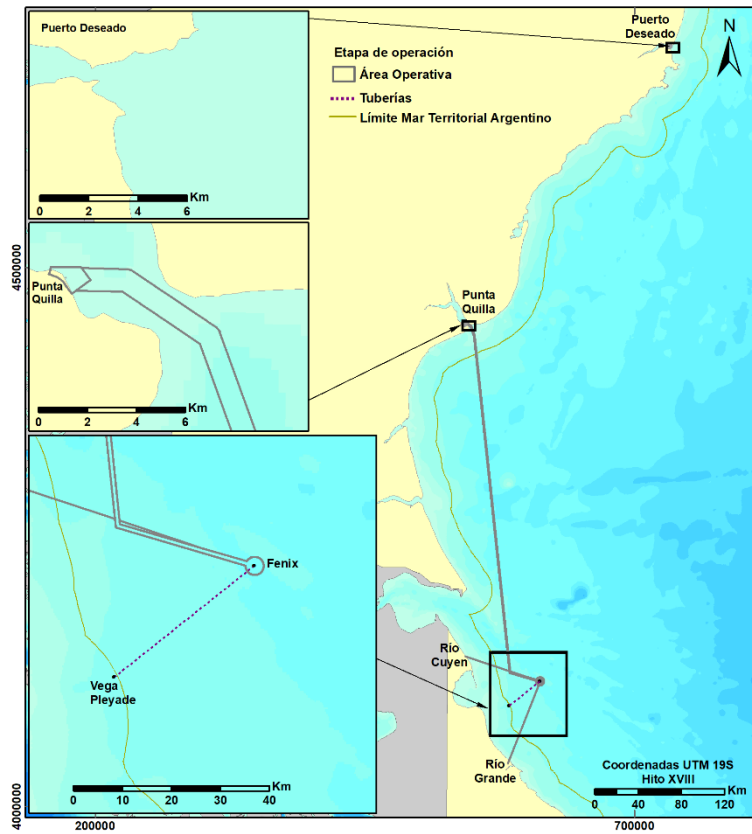 Puerto Deseado
Km
0 2 4 6
Etapa de operación
Área Operativa
Tuberías
Límite Mar Territorial Argentino
Puerto
Deseado
N
Punta
Quilla
Km
0 2 4 6
Punta
Quilla
Fenix
Vega
Pleyade
Km
0 10 20 30 40
Río
Cuyen
Río
Grande
Coordenadas UTM 19S
Hito XVIII
Km
0 40 80 120
4500000
4000000
200000
700000